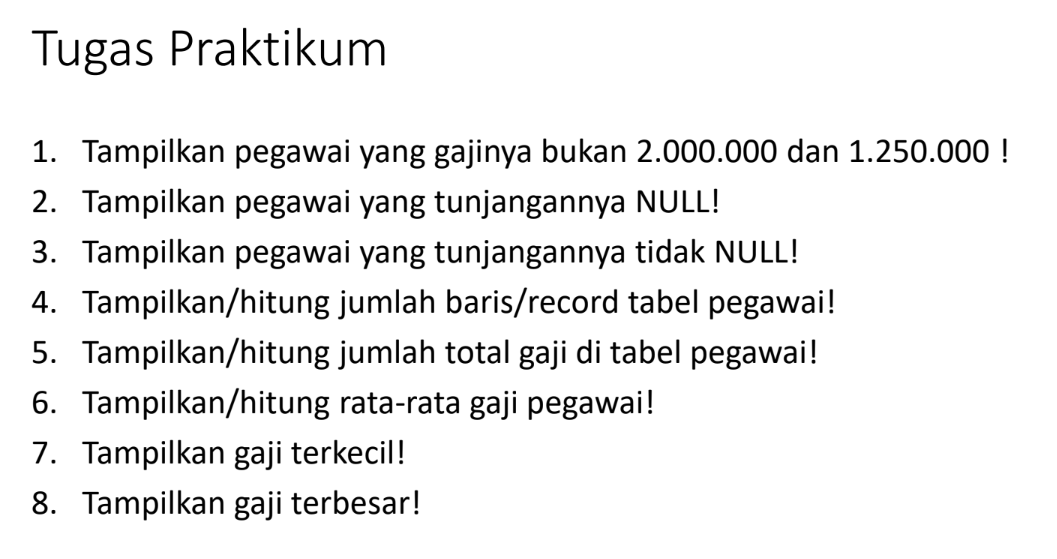 Tugas Praktikum
1. Tampilkan pegawai yang gajinya bukan 2.000.000 dan 1.250.000 !
2. Tampilkan pegawai yang tunjangannya NULL!
3. Tampilkan pegawai yang tunjangannya tidak NULL!
4. Tampilkan/hitung jumlah baris/record tabel pegawai!
5. Tampilkan/hitung jumlah total gaji di tabel pegawai!
6. Tampilkan/hitung rata-rata gaji pegawai!
7. Tampilkan gaji terkecil!
8. Tampilkan gaji terbesar!